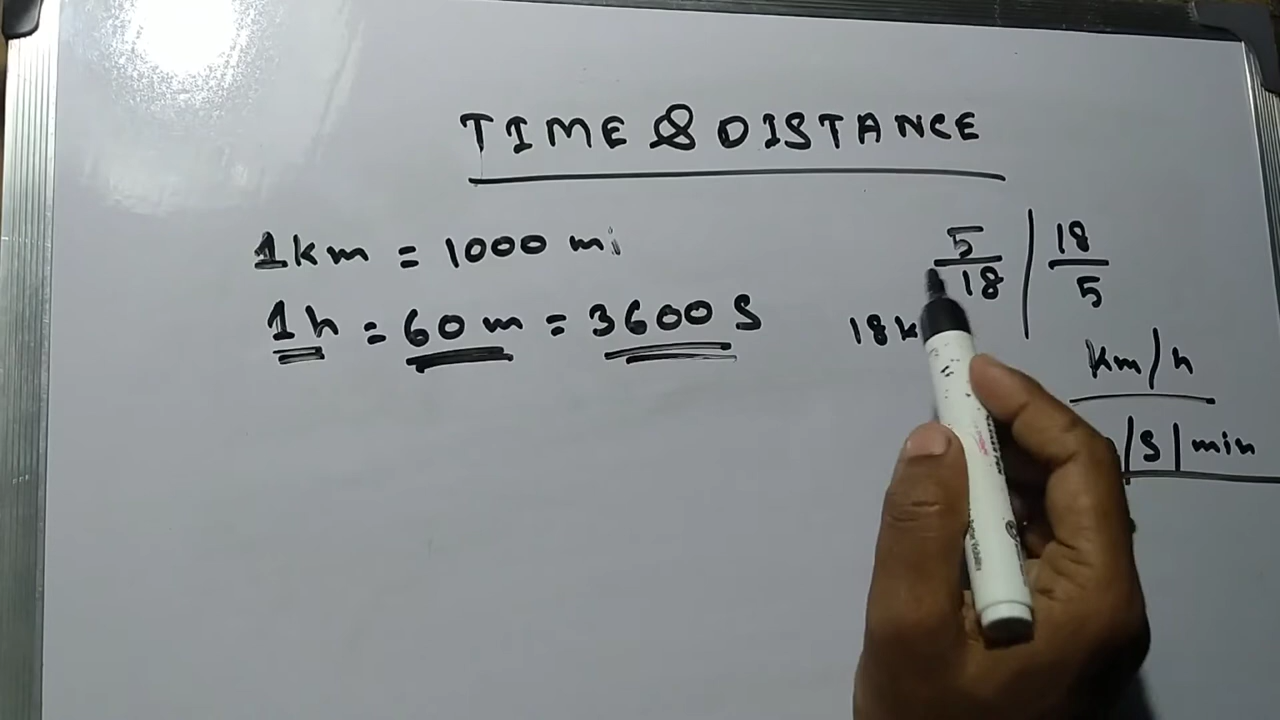 TIME & DISTANCE
1km = 1000 m
1h = 60 m = 3600 S
5/18 | 18/5
18k
km/h
/S/min